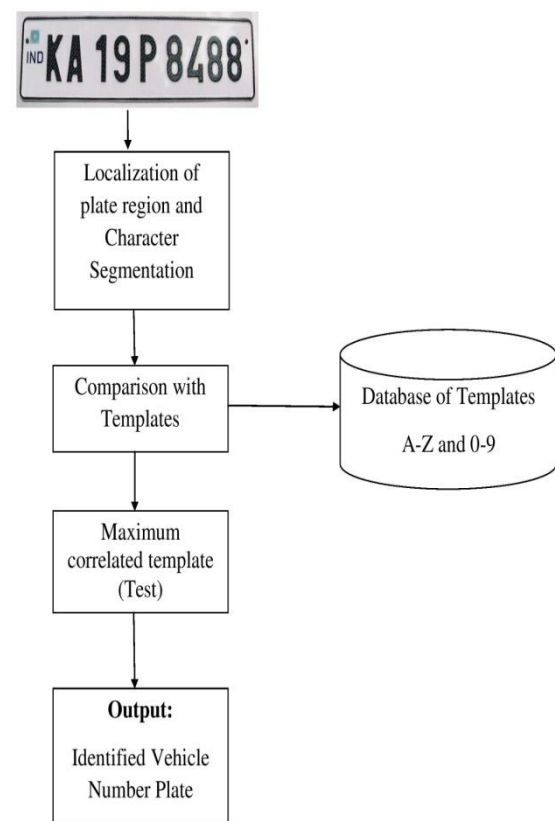 IND
KA 19 P 8488
Localization of
plate region and
Character
Segmentation
Comparison with
Templates
Database of Templates
A-Z and 0-9
Maximum
correlated template
(Test)
Output:
Identified Vehicle
Number Plate